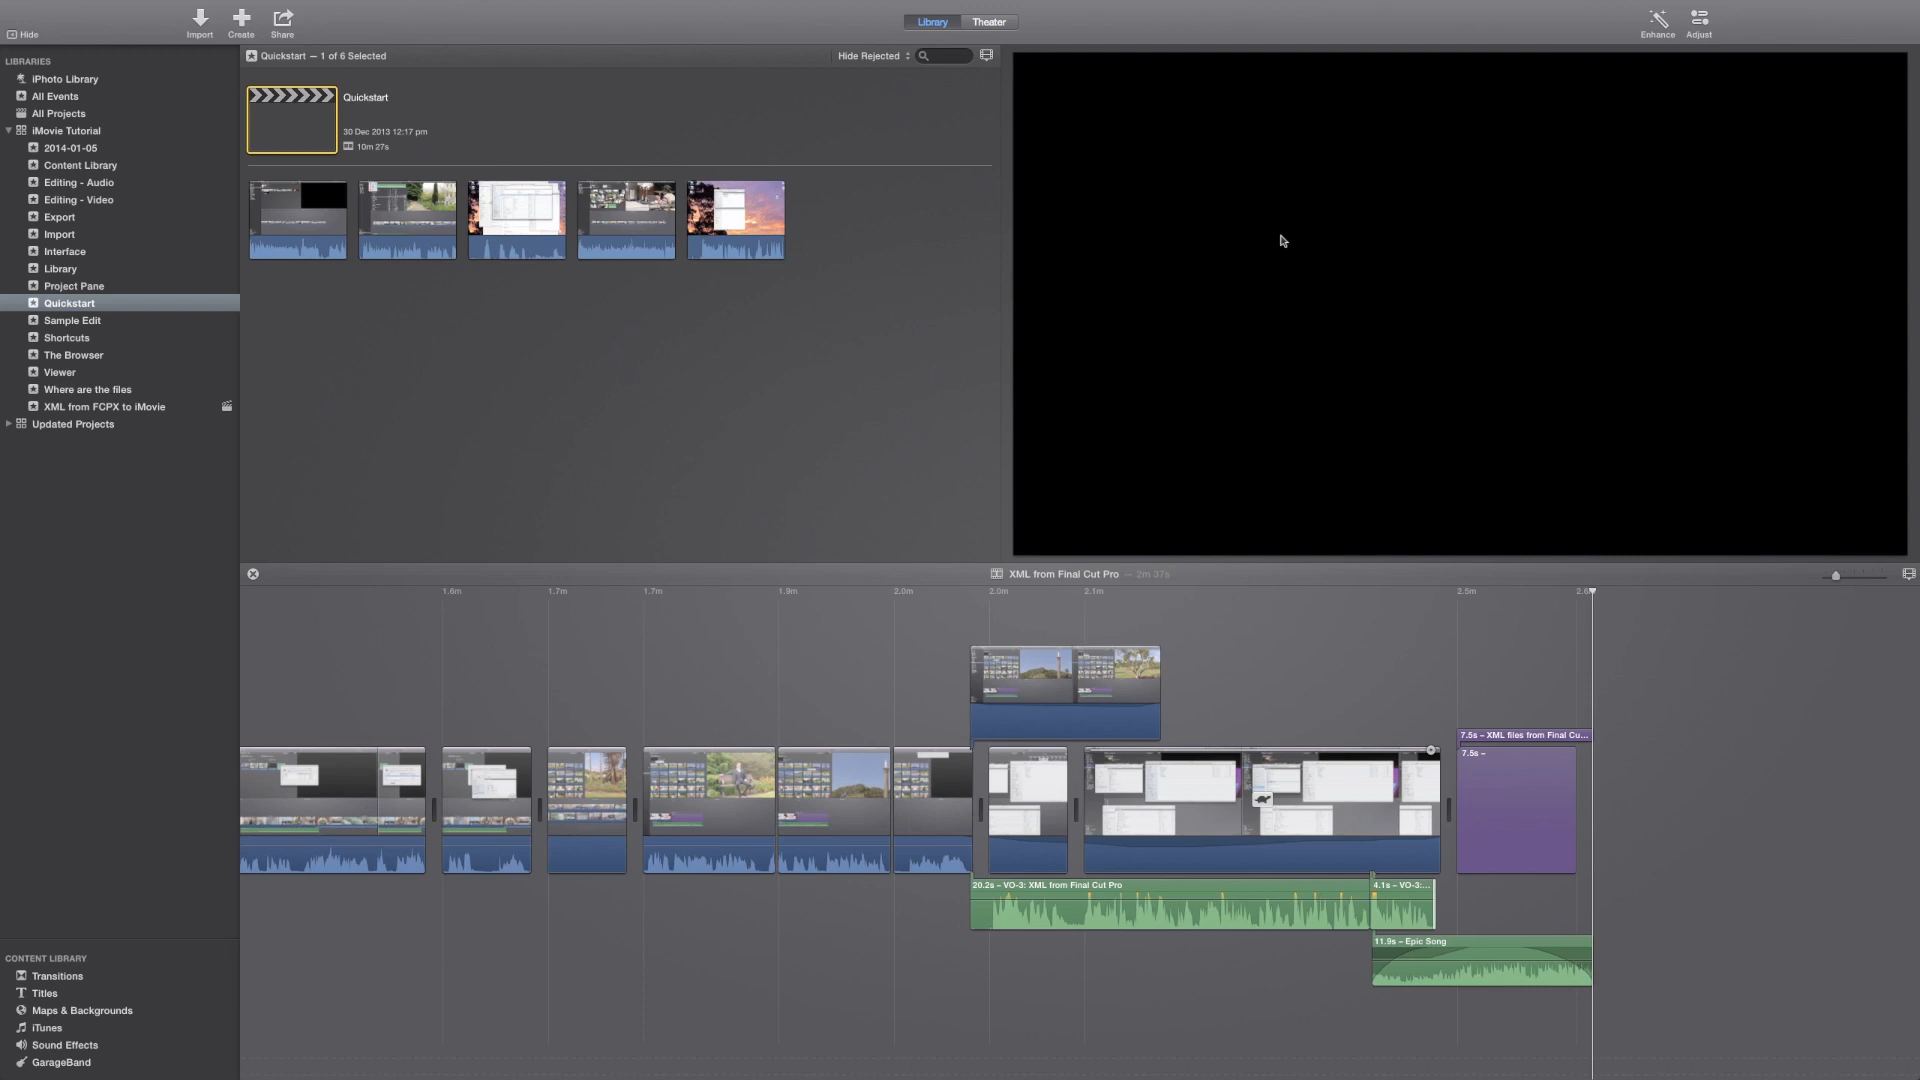 Hide
Import
Create
Share
Library
Theater
Enhance
Adjust
LIBRARIES
iPhoto Library
All Events
All Projects
iMovie Tutorial
2014-01-05
Content Library
Editing - Audio
Editing - Video
Export
Import
Interface
Library
Project Pane
Quickstart
Sample Edit
Shortcuts
The Browser
Viewer
Where are the files
XML from FCPX to iMovie
Updated Projects
Quickstart — 1 of 6 Selected
Hide Rejected
Quickstart
30 Dec 2013 12:17 pm
10m 27s
XML from Final Cut Pro — 2m 37s
1.6m
1.7m
1.7m
1.9m
2.0m
2.0m
2.1m
2.5m
7.5s – XML files from Final Cu...
7.5s –
20.2s – VO-3: XML from Final Cut Pro
4.1s – VO-3:...
11.9s – Epic Song
CONTENT LIBRARY
Transitions
Titles
Maps & Backgrounds
iTunes
Sound Effects
GarageBand